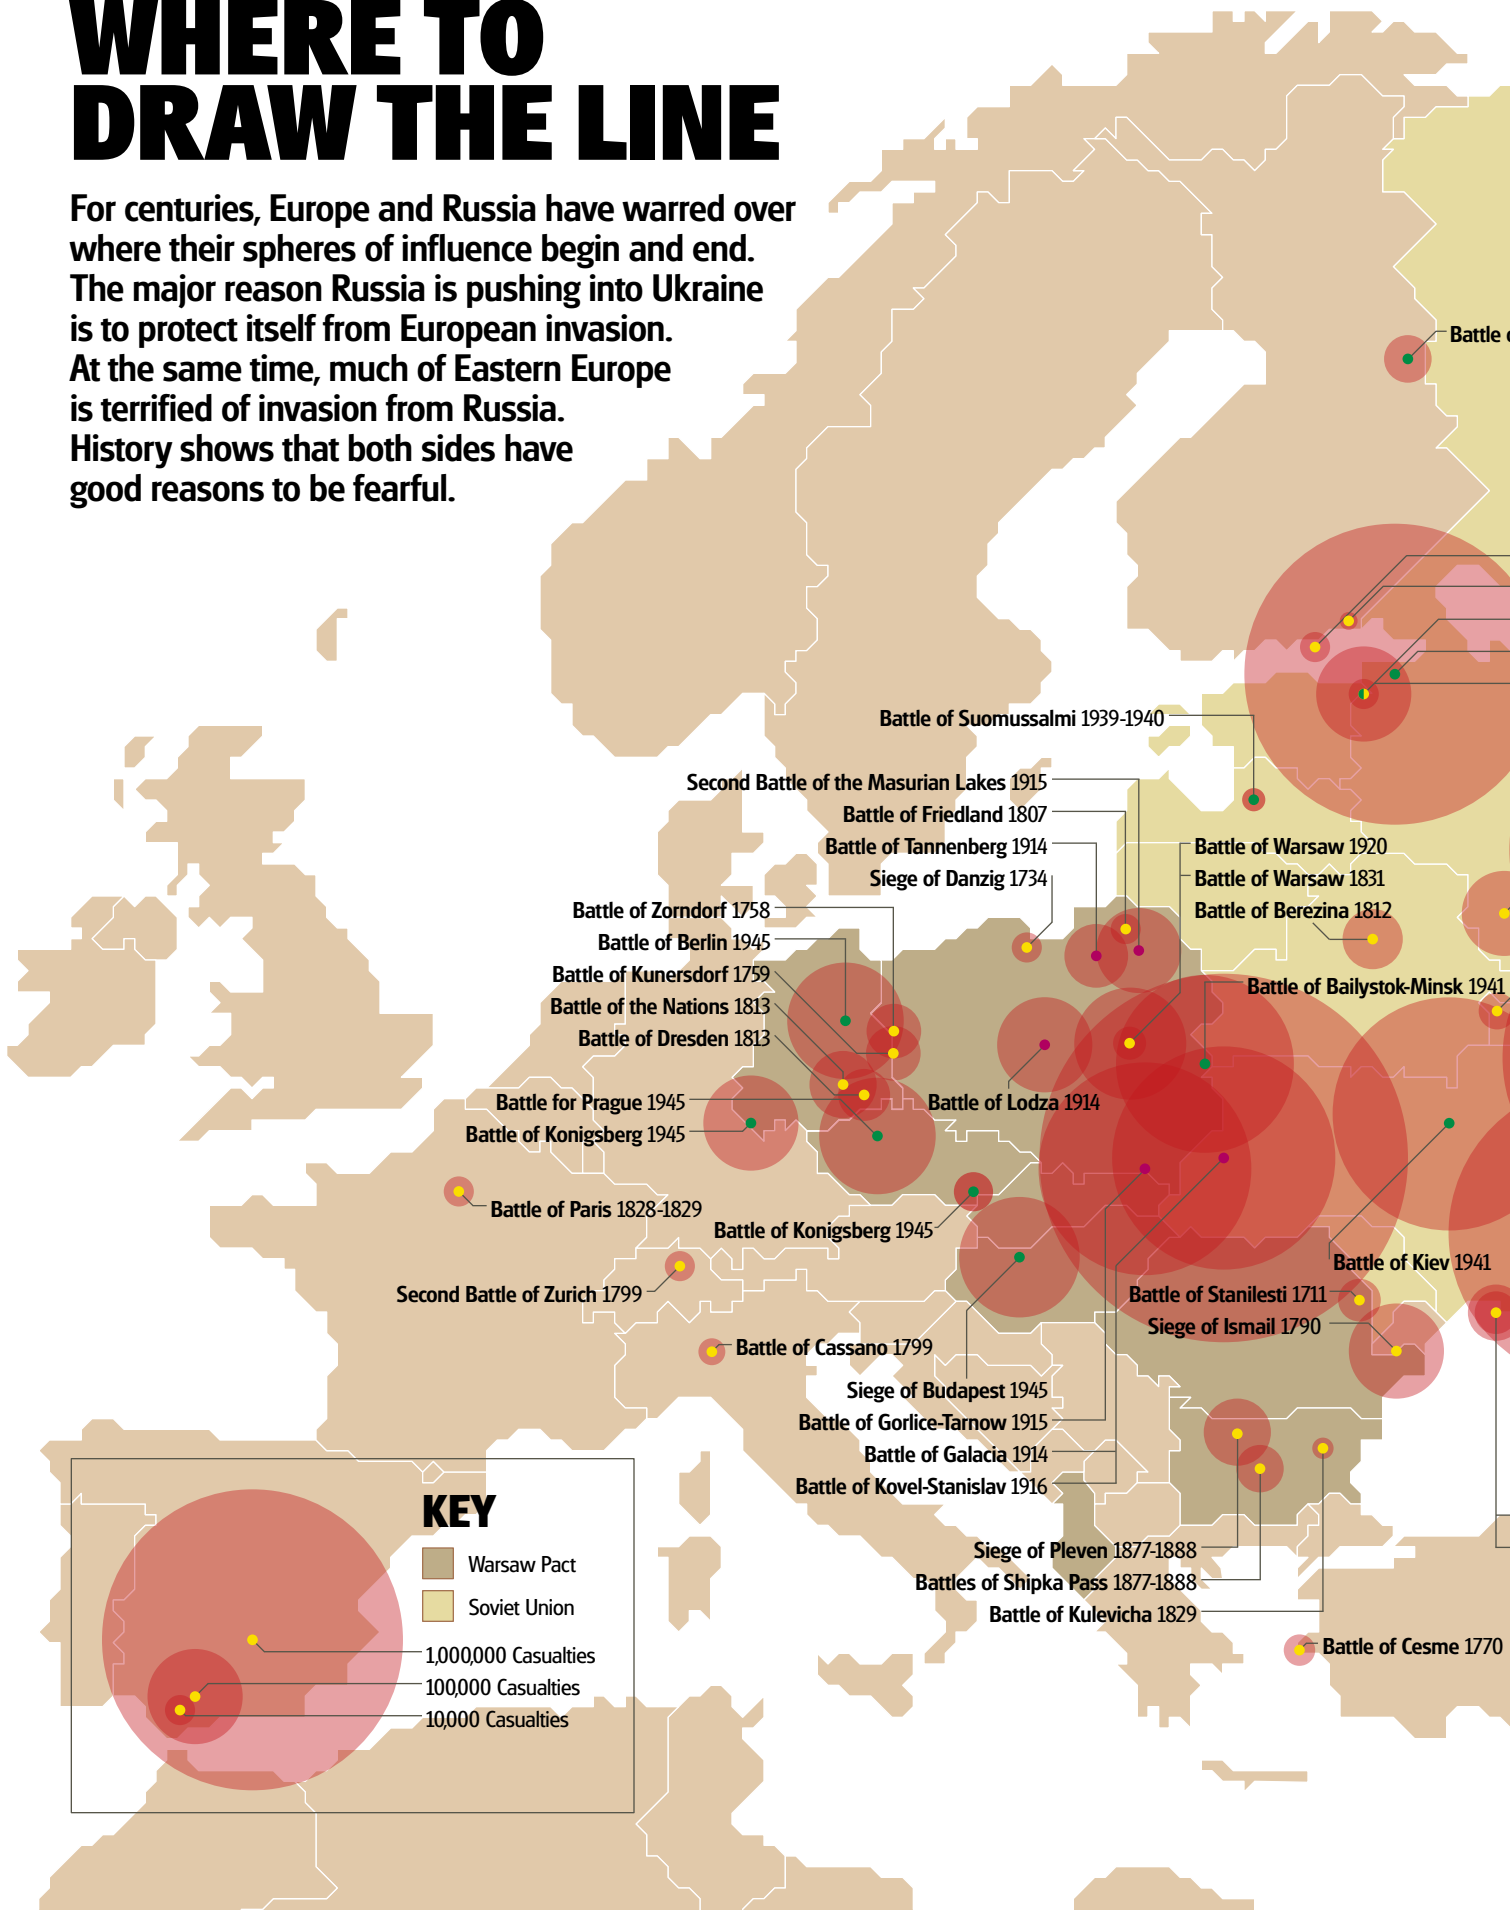 WHERE TO
DRAW THE LINE
For centuries, Europe and Russia have warred over
where their spheres of influence begin and end.
The major reason Russia is pushing into Ukraine
is to protect itself from European invasion.
At the same time, much of Eastern Europe
is terrified of invasion from Russia.
History shows that both sides have
good reasons to be fearful.
Battle
Battle of Suomussalmi 1939-1940
Second Battle of the Masurian Lakes 1915
Battle of Friedland 1807
Battle of Tannenberg 1914
Siege of Danzig 1734
Battle of Warsaw 1920
Battle of Warsaw 1831
Battle of Berezina 1812
Battle of Zorndorf 1758
Battle of Berlin 1945
Battle of Kunersdorf 1759
Battle of the Nations 1813
Battle of Dresden 1813
Battle of Bailystok-Minsk 1941
Battle for Prague 1945
Battle of Konigsberg 1945
Battle of Lodza 1914
Battle of Paris 1828-1829
Battle of Konigsberg 1945
Second Battle of Zurich 1799
Battle of Kiev 1941
Battle of Stanilesti 1711
Siege of Ismail 1790
Battle of Cassano 1799
Siege of Budapest 1945
Battle of Gorlice-Tarnow 1915
Battle of Galacia 1914
Battle of Kovel-Stanislav 1916
Siege of Pleven 1877-1888
Battles of Shipka Pass 1877-1888
Battle of Kulevicha 1829
Battle of Cesme 1770
KEY
Warsaw Pact
Soviet Union
1,000,000 Casualties
100,000 Casualties
10,000 Casualties